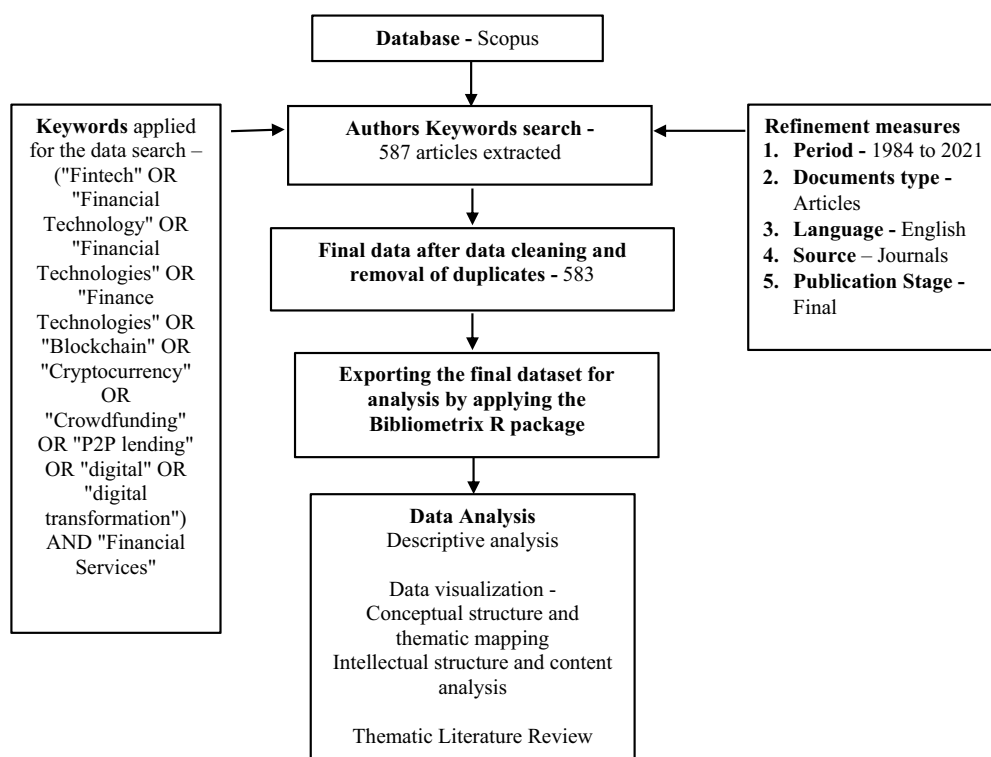 Database - Scopus
Keywords applied
for the data search –
("Fintech" OR
"Financial
Technology" OR
"Financial
Technologies" OR
"Finance
Technologies" OR
"Blockchain" OR
"Cryptocurrency"
OR
"Crowdfunding"
OR "P2P lending"
OR "digital" OR
"digital
transformation")
AND "Financial
Services"
Authors Keywords search -
587 articles extracted
Refinement measures
1. Period - 1984 to 2021
2. Documents type -
Articles
3. Language - English
4. Source – Journals
5. Publication Stage -
Final
Final data after data cleaning and
removal of duplicates - 583
Exporting the final dataset for
analysis by applying the
Bibliometrix R package
Data Analysis
Descriptive analysis
Data visualization -
Conceptual structure and
thematic mapping
Intellectual structure and content
analysis
Thematic Literature Review